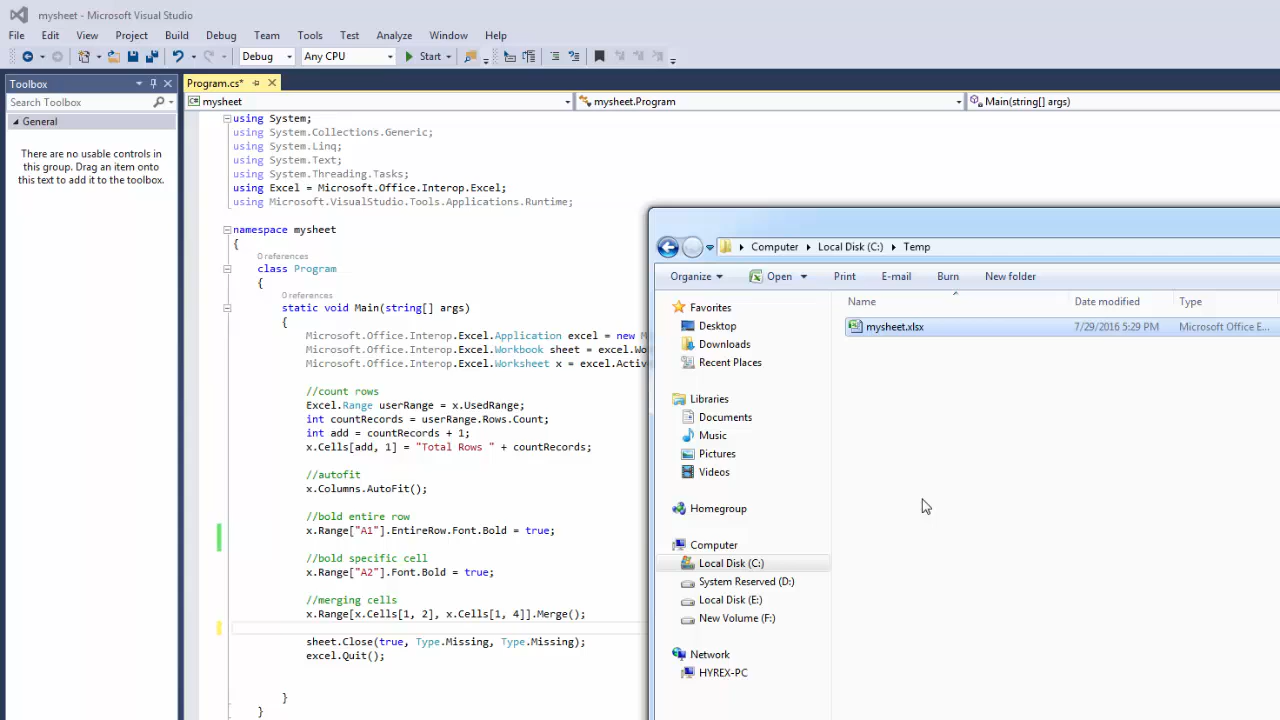 mysheet - Microsoft Visual Studio
File Edit View Project Build Debug Team Tools Test Analyze Window Help
Debug Any CPU Start
Toolbox
Search Toolbox
General
There are no usable controls in
this group. Drag an item onto
this text to add it to the toolbox.
Program.cs*
mysheet mysheet.Program Main(string[] args)
using System;
using System.Collections.Generic;
using System.Linq;
using System.Text;
using System.Threading.Tasks;
using Excel = Microsoft.Office.Interop.Excel;
using Microsoft.VisualStudio.Tools.Applications.Runtime;
namespace mysheet
{
0 references
class Program
{
0 references
static void Main(string[] args)
{
Microsoft.Office.Interop.Excel.Application excel = new
Microsoft.Office.Interop.Excel.Workbook sheet =
Microsoft.Office.Interop.Excel.Worksheet x =
//count rows
Excel.Range userRange = x.UsedRange;
int countRecords = userRange.Rows.Count;
int add = countRecords + 1;
x.Cells[add, 1] = "Total Rows " + countRecords;
//autofit
x.Columns.AutoFit();
//bold entire row
x.Range["A1"].EntireRow.Font.Bold = true;
//bold specific cell
x.Range["A2"].Font.Bold = true;
//merging cells
x.Range[x.Cells[1, 2], x.Cells[1, 4]].Merge();
sheet.Close(true, Type.Missing, Type.Missing);
excel.Quit();
}
}
Computer Local Disk (C:) Temp
Organize Open Print E-mail Burn New folder
Favorites
Desktop
Downloads
Recent Places
Libraries
Documents
Music
Pictures
Videos
Homegroup
Computer
Local Disk (C:)
System Reserved (D:)
Local Disk (E:)
New Volume (F:)
Network
HYREX-PC
Name Date modified Type
mysheet.xlsx 7/29/2016 5:29 PM Microsoft Office E...